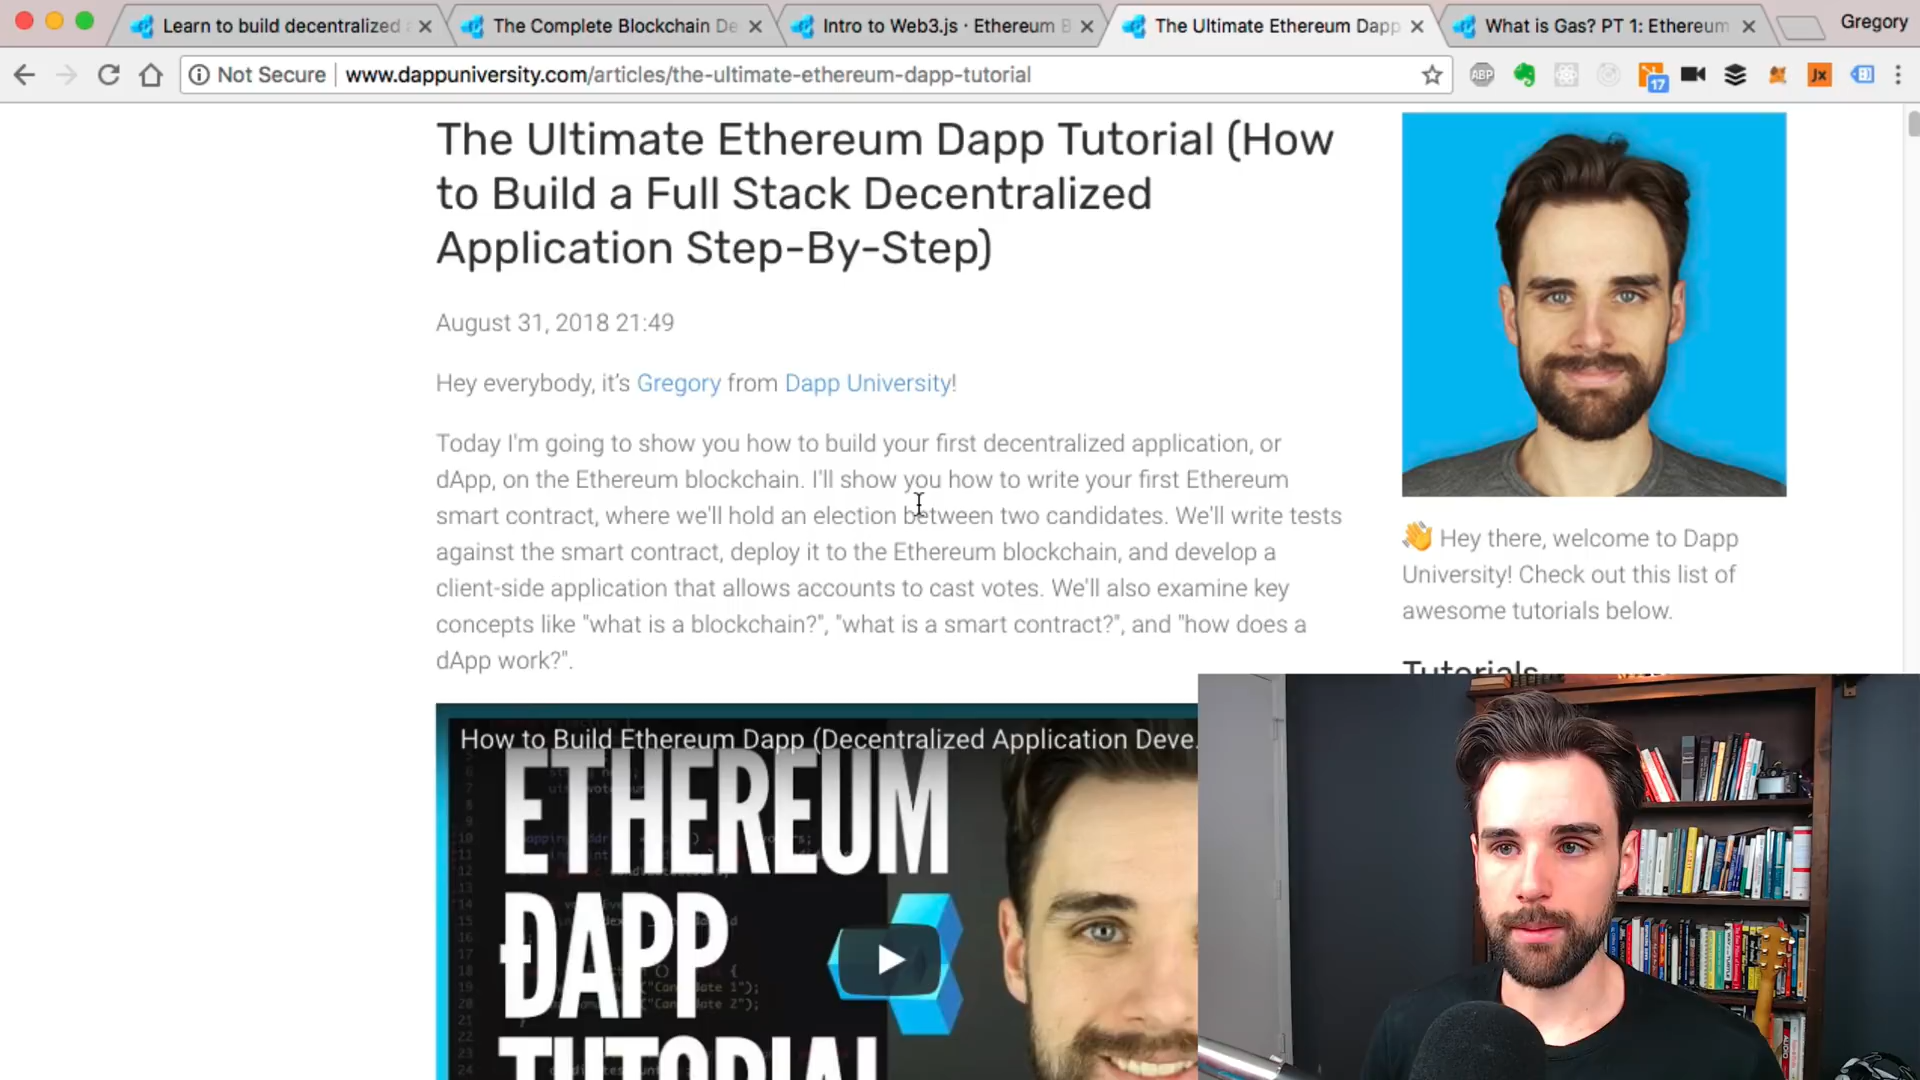 Learn to build decentralized a
The Complete Blockchain De
Intro to Web3.js · Ethereum B
The Ultimate Ethereum Dapp
What is Gas? PT 1: Ethereum
Gregory
Not Secure
www.dappuniversity.com/articles/the-ultimate-ethereum-dapp-tutorial
ABP
17
Jx
The Ultimate Ethereum Dapp Tutorial (How
to Build a Full Stack Decentralized
Application Step-By-Step)
August 31, 2018 21:49
Hey everybody, it's Gregory from Dapp University!
Today I'm going to show you how to build your first decentralized application, or
dApp, on the Ethereum blockchain. I'll show you how to write your first Ethereum
smart contract, where we'll hold an election between two candidates. We'll write tests
against the smart contract, deploy it to the Ethereum blockchain, and develop a
client-side application that allows accounts to cast votes. We'll also examine key
concepts like "what is a blockchain?", "what is a smart contract?", and "how does a
dApp work?".
👋 Hey there, welcome to Dapp
University! Check out this list of
awesome tutorials below.
Tutorials
How to Build Ethereum Dapp (Decentralized Application Deve...
ETHEREUM
ĐAPP
TUTORIAL